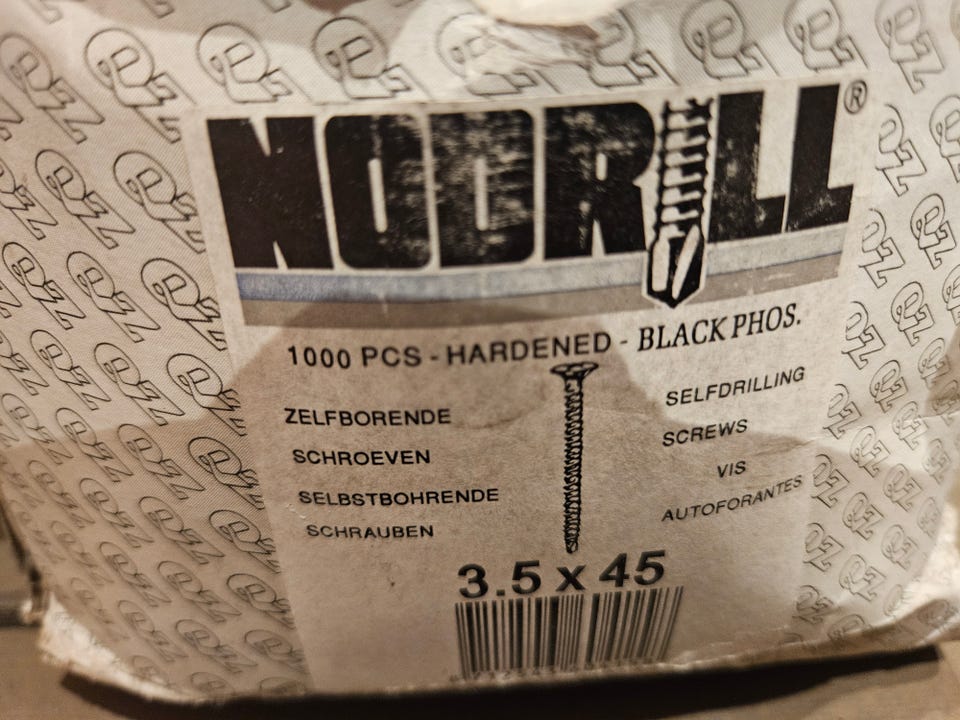 NODRILL®
1000 PCS - HARDENED - BLACK PHOS.
ZELFBORENDE
SCHROEVEN
SELBSTBOHRENDE
SCHRAUBEN
SELFDRILLING
SCREWS
VIS
AUTOFORANTES
3.5 x 45